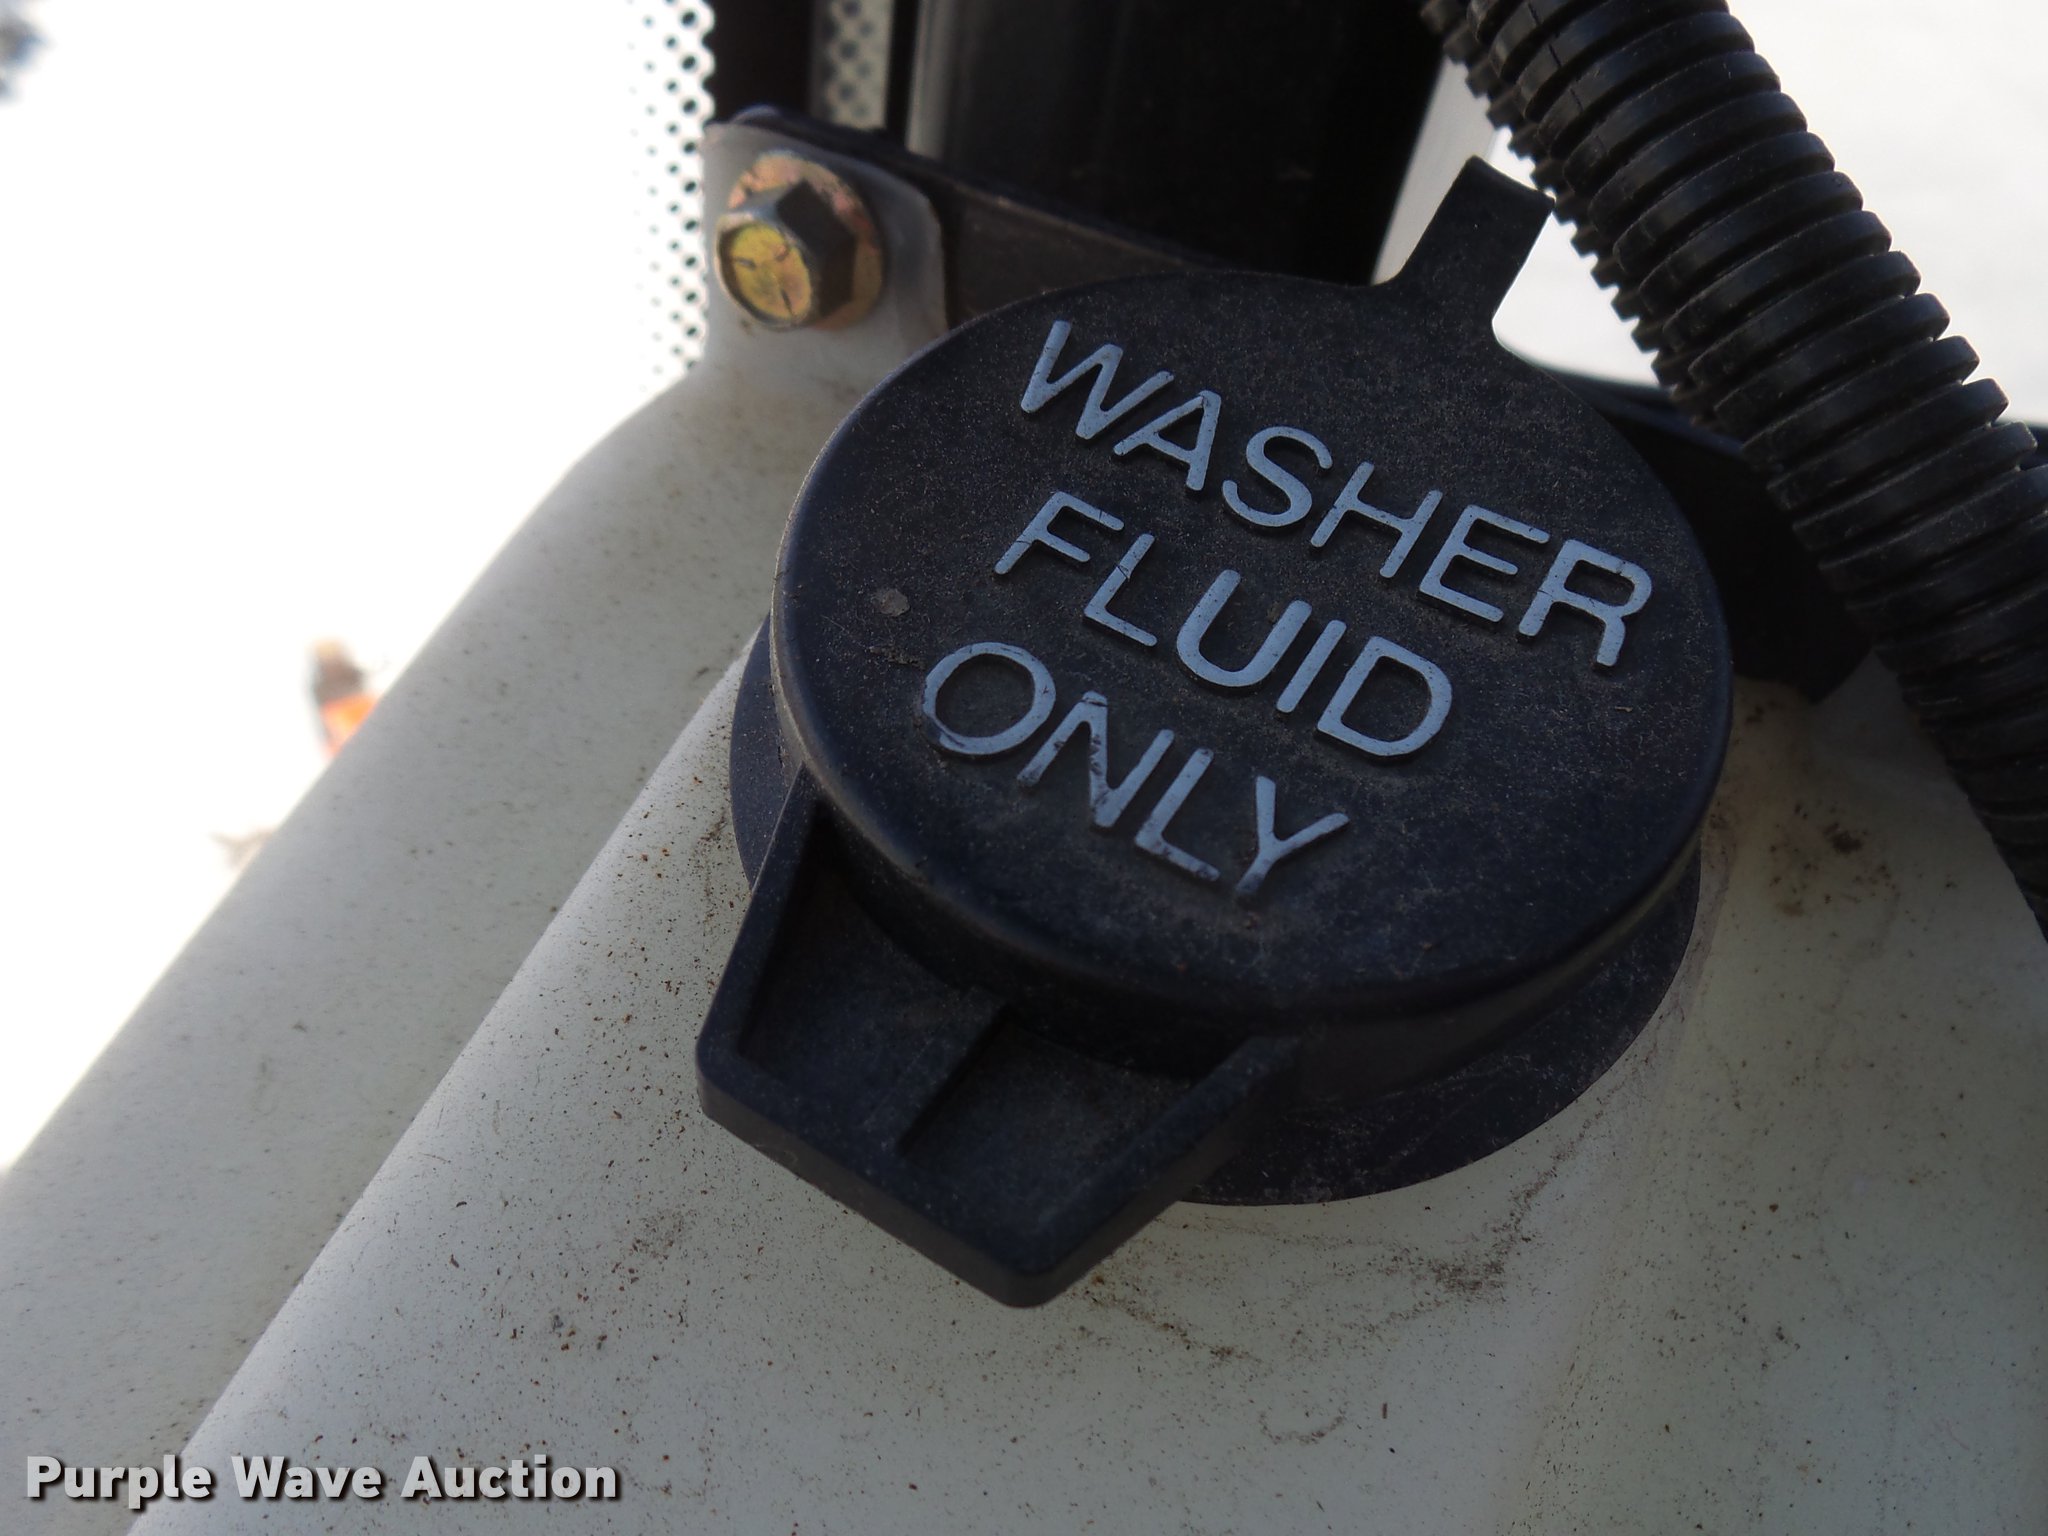 WASHER
FLUID
ONLY
Purple Wave Auction